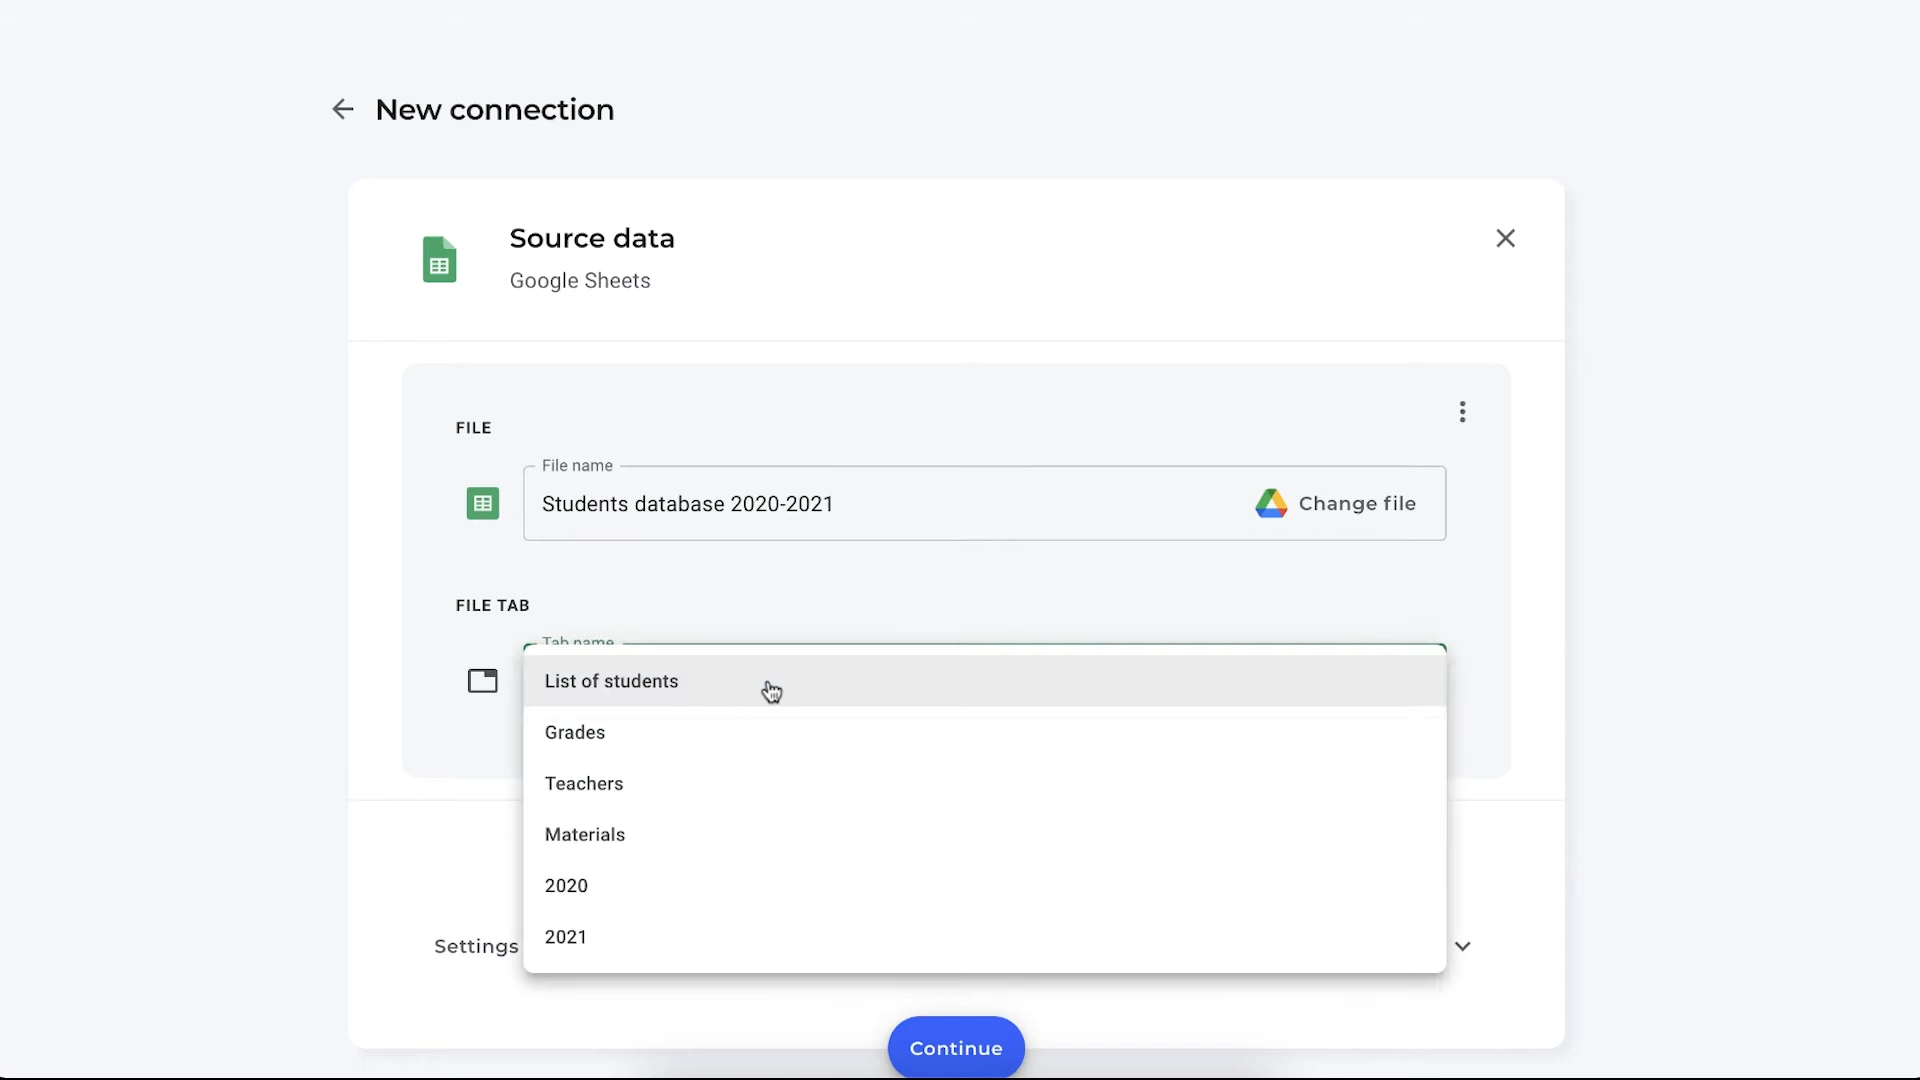 New connection
Source data
Google Sheets
FILE
File name
Students database 2020-2021
Change file
FILE TAB
Tab name
List of students
Grades
Teachers
Materials
2020
2021
Settings
Continue